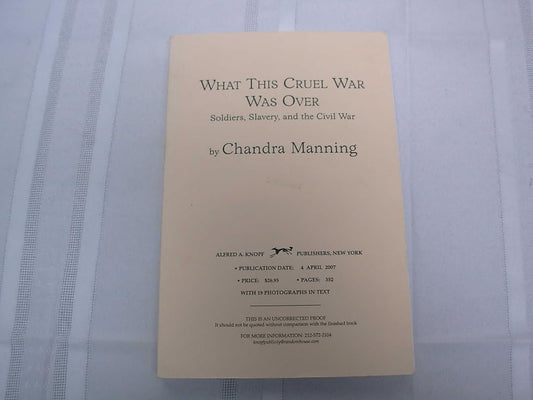 WHAT THIS CRUEL WAR
WAS OVER
Soldiers, Slavery, and the Civil War
by Chandra Manning
ALFRED A. KNOPF PUBLISHERS, NEW YORK
• PUBLICATION DATE: 4 APRIL 2007
• PRICE: $26.95 • PAGES: 352
WITH 19 PHOTOGRAPHS IN TEXT
THIS IS AN UNCORRECTED PROOF
It should not be quoted without comparison with the finished book
FOR MORE INFORMATION: 212-572-2104
knopfpublicity@randomhouse.com